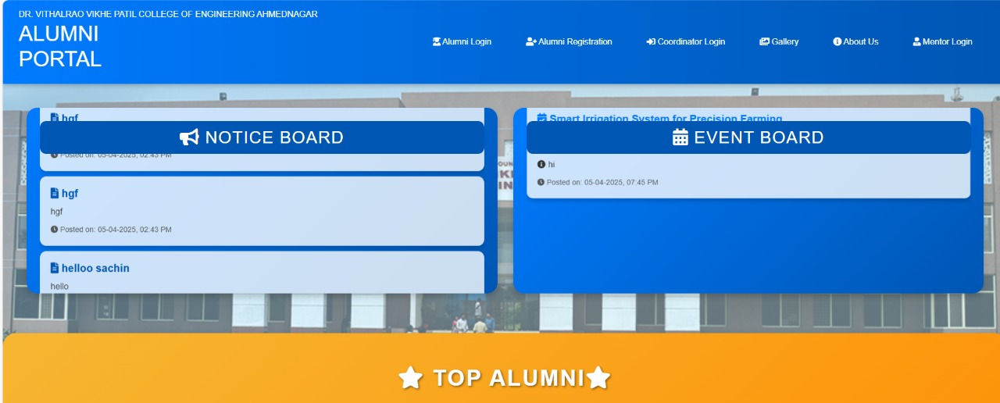 DR. VITHALRAO VIKHE PATIL COLLEGE OF ENGINEERING AHMEDNAGAR
ALUMNI
PORTAL
Alumni Login
Alumni Registration
Coordinator Login
Gallery
About Us
Mentor Login
hgf
NOTICE BOARD
Posted on: 05-04-2025, 02:43 PM
hgf
hgf
Posted on: 05-04-2025, 02:43 PM
helloo sachin
hello
Smart Irrigation System for Precision Farming
EVENT BOARD
hi
Posted on: 05-04-2025, 07:45 PM
TOP ALUMNI